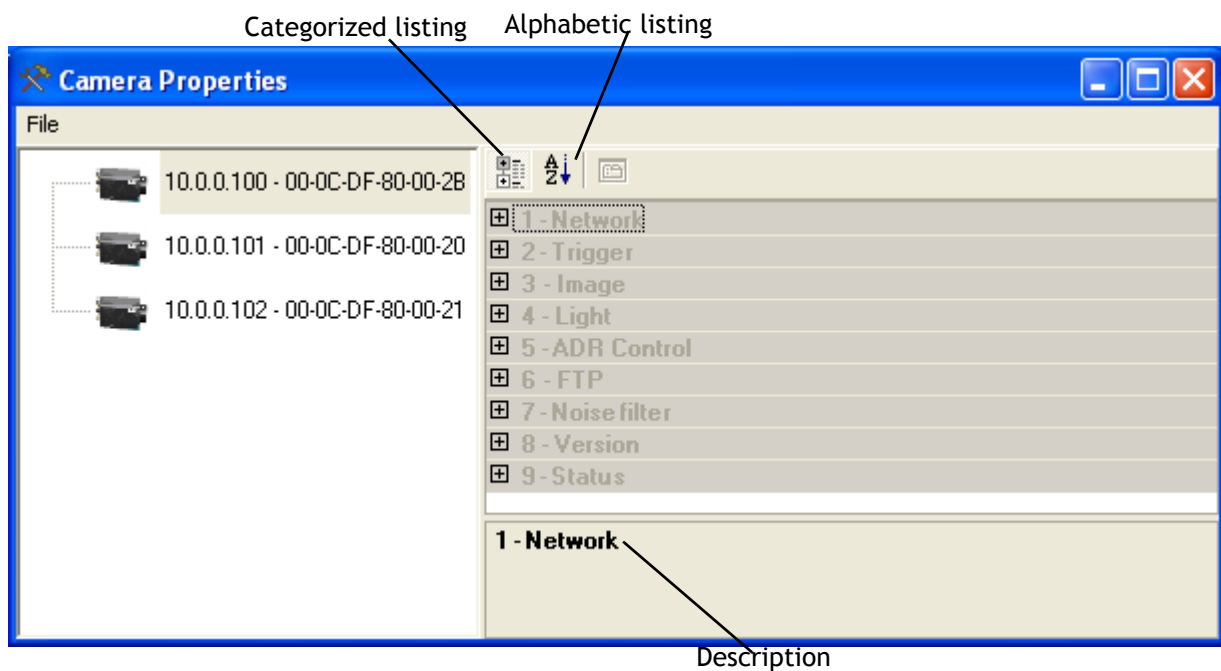 Categorized listing
Alphabetic listing
Camera Properties
File
10.0.0.100 - 00-0C-DF-80-00-2B
10.0.0.101 - 00-0C-DF-80-00-20
10.0.0.102 - 00-0C-DF-80-00-21
A
Z
1 - Network
2 - Trigger
3 - Image
4 - Light
5 - ADR Control
6 - FTP
7 - Noise filter
8 - Version
9 - Status
1 - Network
Description